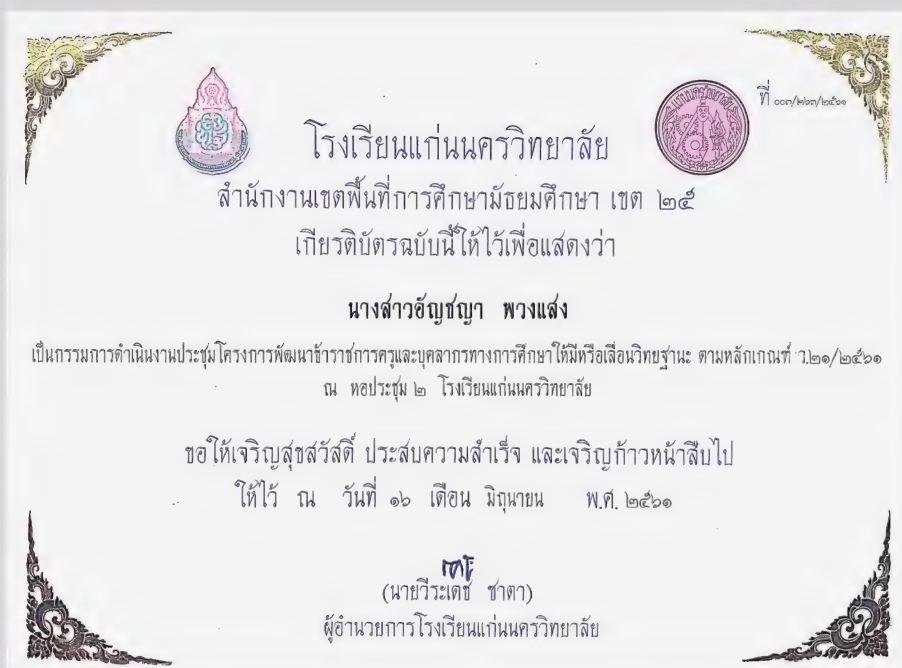 ที่ ๐๐๓/๒๖๓/๒๕๖๑
แก่นนครวิทยาลัย
โรงเรียนแก่นนครวิทยาลัย
สำนักงานเขตพื้นที่การศึกษามัธยมศึกษา เขต ๒๕
เกียรติบัตรฉบับนี้ให้ไว้เพื่อแสดงว่า
นางสาวอัญชญา พวงแส่ง
เป็นกรรมการดำเนินงานประชุมโครงการพัฒนาข้าราชการครูและบุคลากรทางการศึกษาให้มีหรือเลื่อนวิทยฐานะ ตามหลักเกณฑ์ ว.๒๑/๒๕๖๑
ณ หอประชุม ๒ โรงเรียนแก่นนครวิทยาลัย
ขอให้เจริญสุขสวัสดิ์ ประสบความสำเร็จ และเจริญก้าวหน้าสืบไป
ให้ไว้ ณ วันที่ ๑๖ เดือน มิถุนายน พ.ศ. ๒๕๖๑
(นายวีระเดช ชาตา)
ผู้อำนวยการโรงเรียนแก่นนครวิทยาลัย